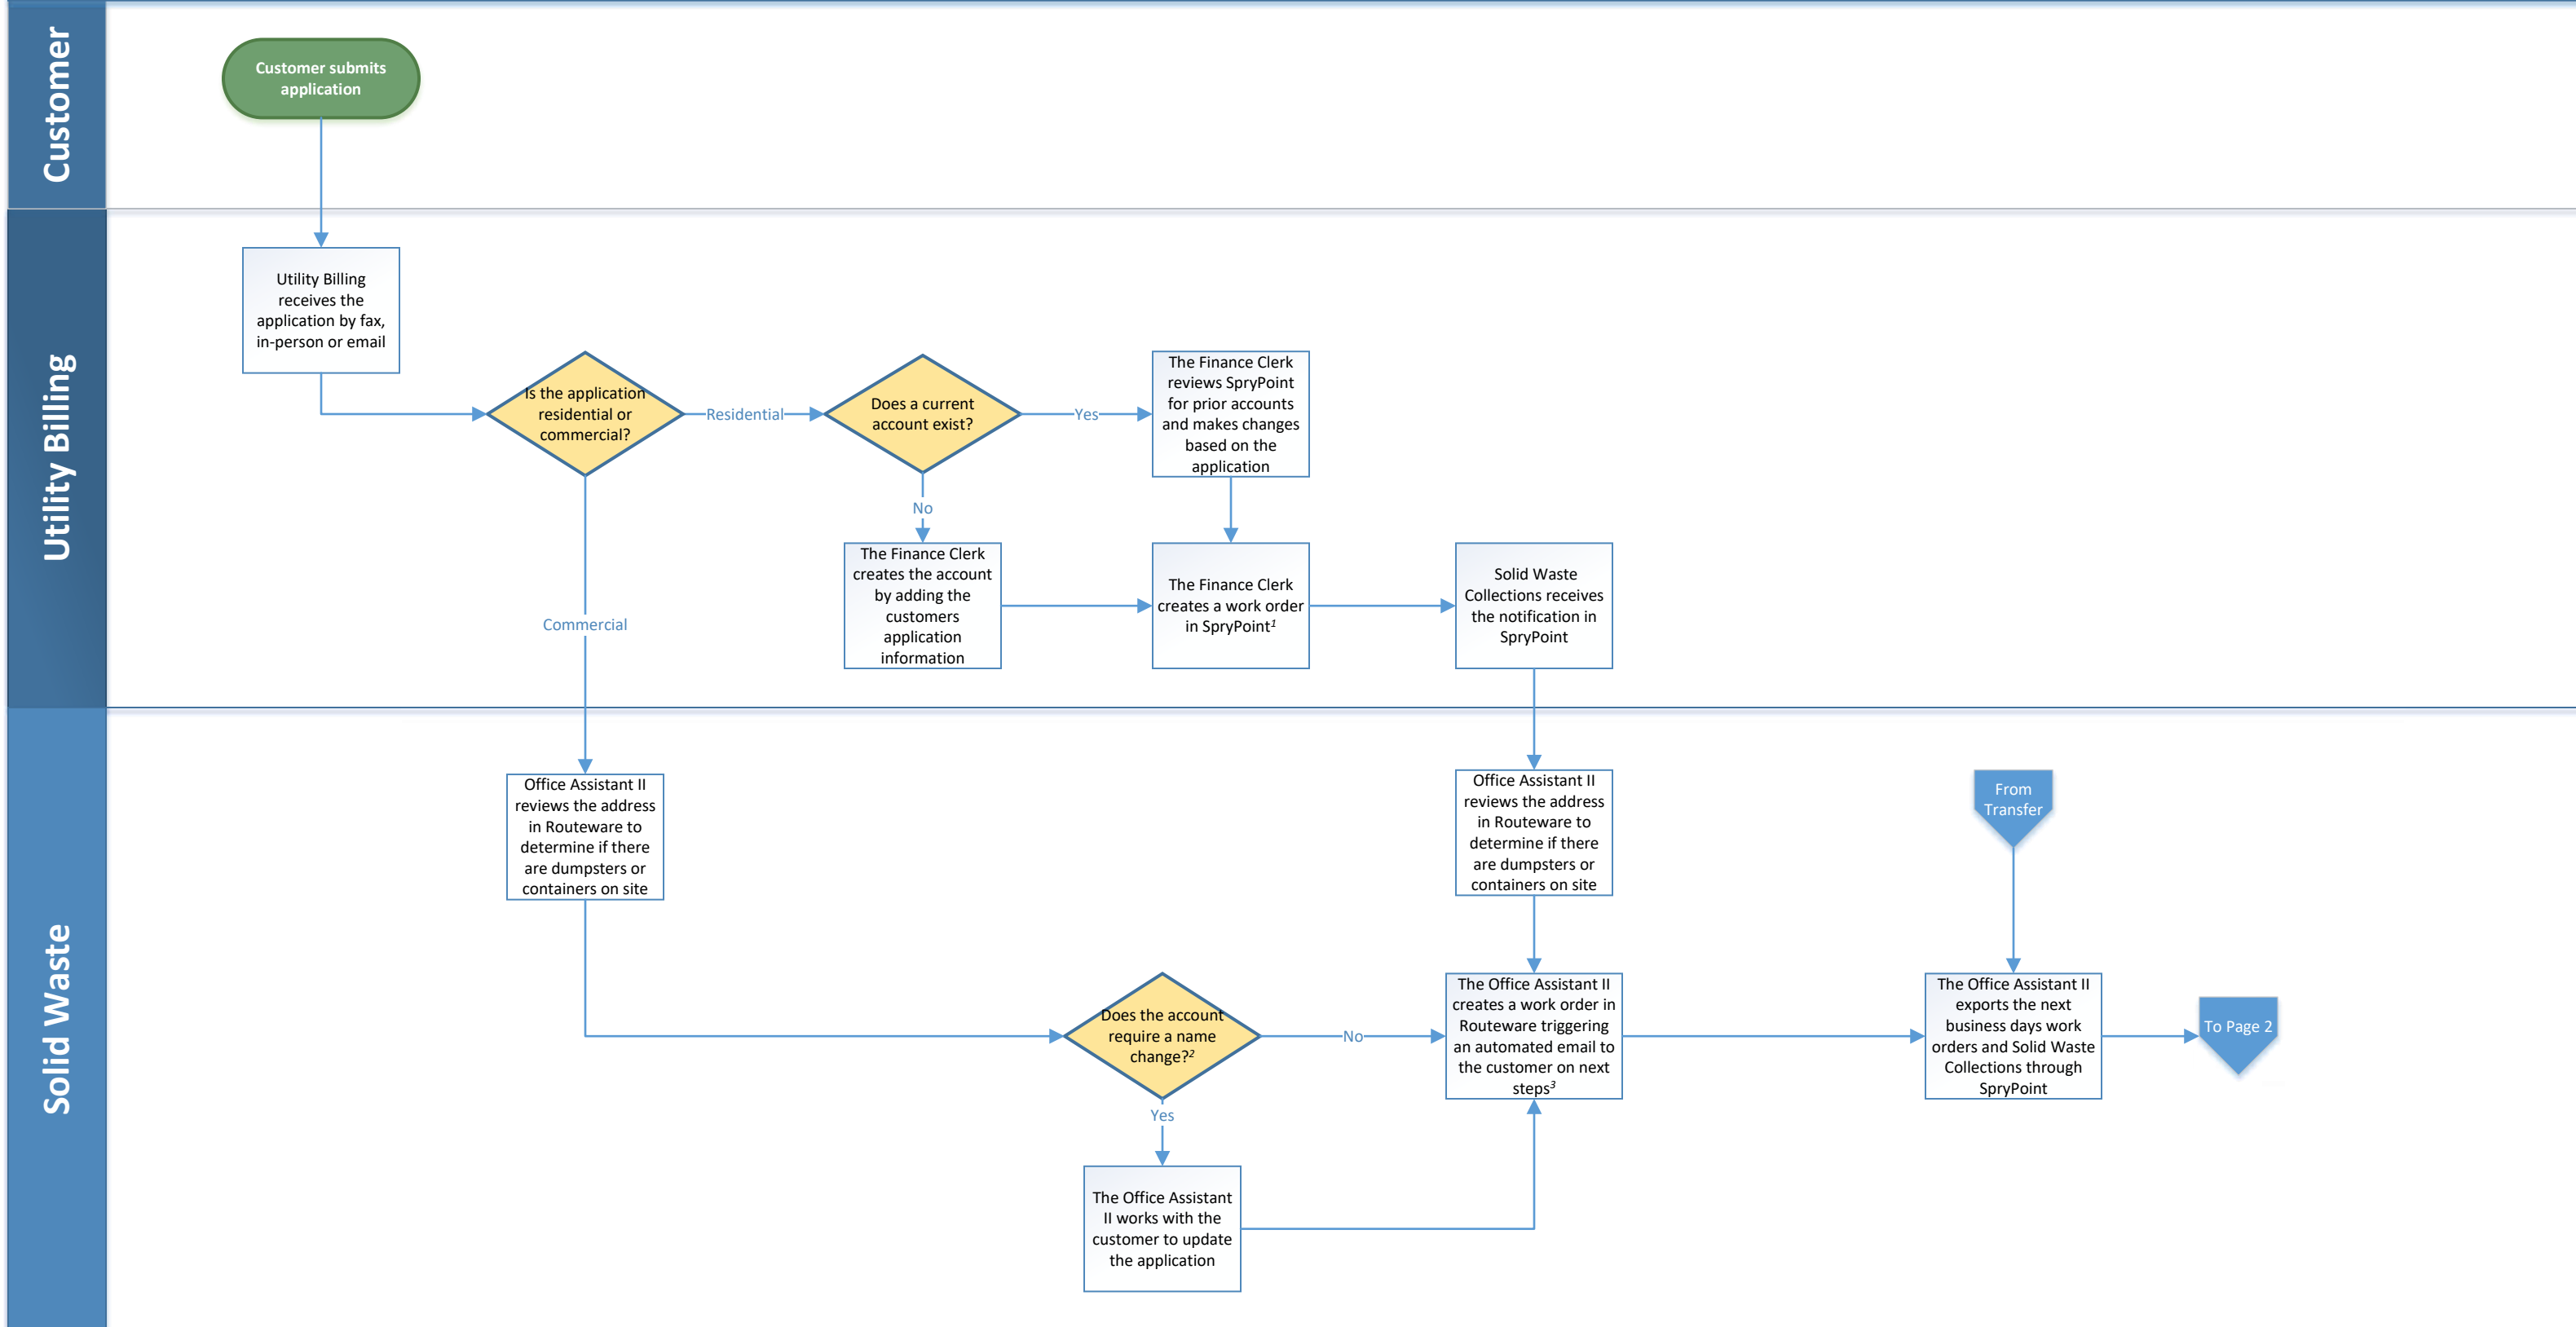 Customer
Customer submits
application
Utility Billing
Utility Billing
receives the
application by fax,
in-person or email
Is the application
residential or
commercial?
Residential
Does a current
account exist?
Yes
The Finance Clerk
reviews SpryPoint
for prior accounts
and makes changes
based on the
application
No
The Finance Clerk
creates the account
by adding the
customers
application
information
The Finance Clerk
creates a work order
in SpryPoint¹
Solid Waste
Collections receives
the notification in
SpryPoint
Commercial
Solid Waste
Office Assistant II
reviews the address
in Routeware to
determine if there
are dumpsters or
containers on site
Office Assistant II
reviews the address
in Routeware to
determine if there
are dumpsters or
containers on site
From
Transfer
Does the account
require a name
change?²
No
The Office Assistant II
creates a work order in
Routeware triggering
an automated email to
the customer on next
steps³
The Office Assistant II
exports the next
business days work
orders and Solid Waste
Collections through
SpryPoint
To Page 2
Yes
The Office Assistant
II works with the
customer to update
the application